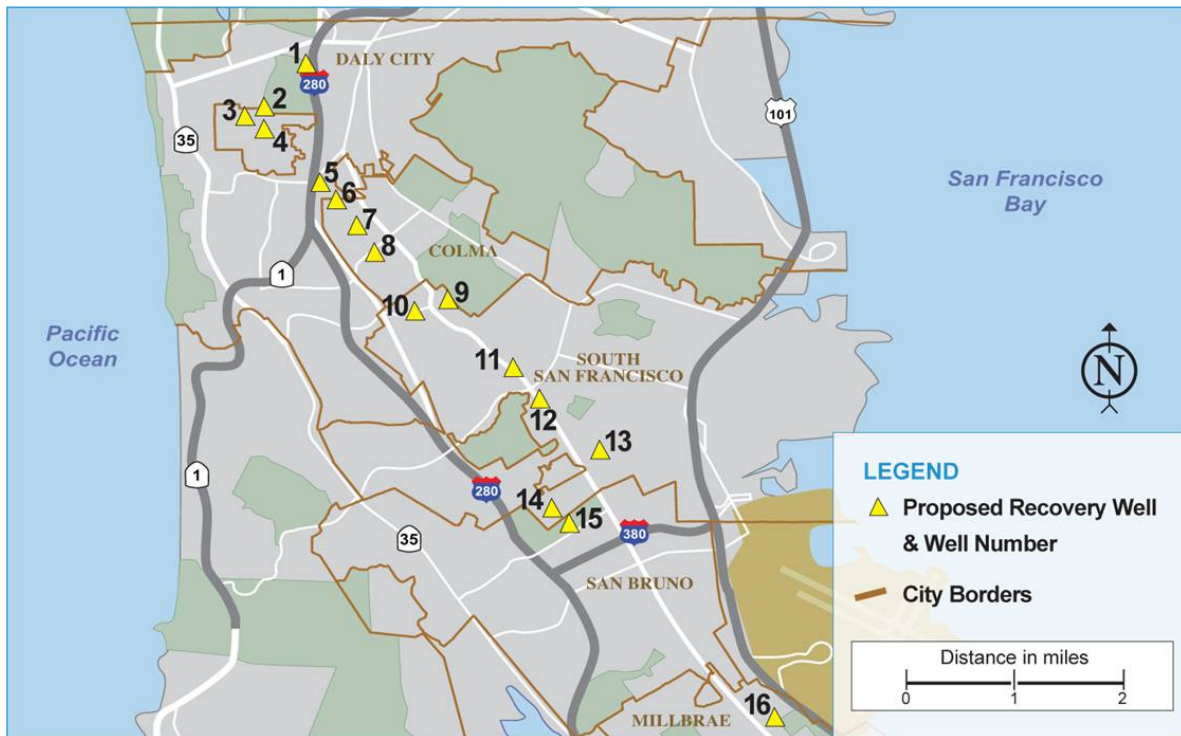 1
DALY CITY
280
2
3
4
35
101
5
6
7
8
San Francisco
Bay
COLMA
1
9
10
Pacific
Ocean
11
SOUTH
SAN FRANCISCO
N
12
13
1
280
14
15
380
35
SAN BRUNO
16
MILLBRAE
LEGEND
Proposed Recovery Well
& Well Number
City Borders
Distance in miles
0 1 2